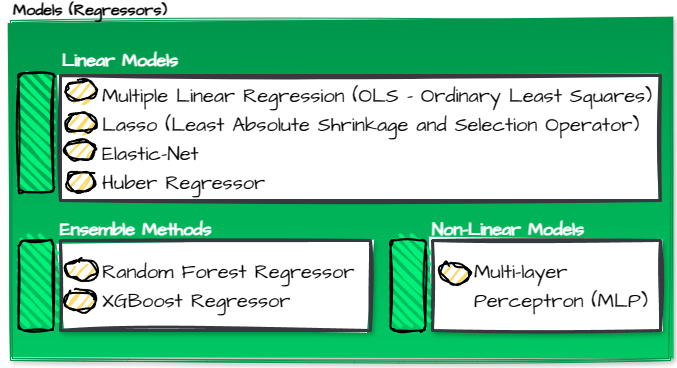 Models (Regressors)
Linear Models
Multiple Linear Regression (OLS - Ordinary Least Squares)
Lasso (Least Absolute Shrinkage and Selection Operator)
Elastic-Net
Huber Regressor
Ensemble Methods
Random Forest Regressor
XGBoost Regressor
Non-Linear Models
Multi-layer
Perceptron (MLP)